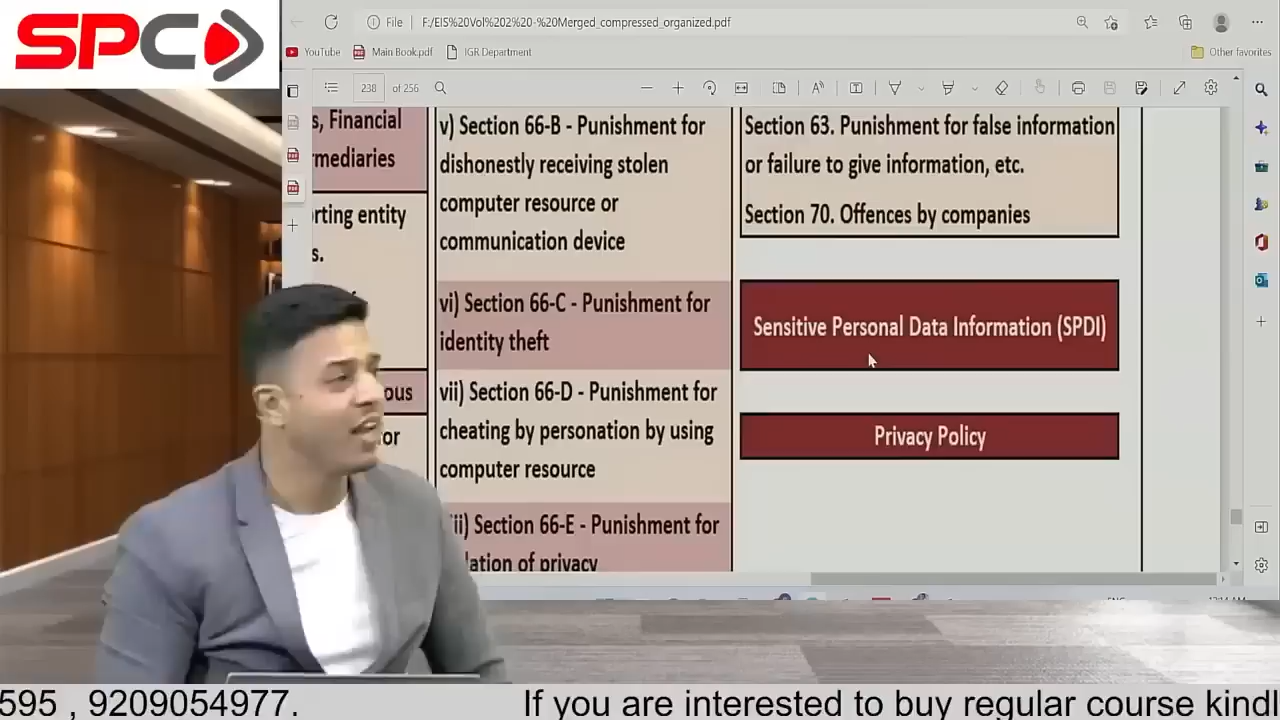 SPC
File F:/EIS%20Vol%202%20-%20Merged_compressed_organized.pdf
YouTube Main Book.pdf IGR Department Other favorites
238 of 256
s, Financial
rmediaries
rting entity
s.
ous
or
v) Section 66-B - Punishment for
dishonestly receiving stolen
computer resource or
communication device
vi) Section 66-C - Punishment for
identity theft
vii) Section 66-D - Punishment for
cheating by personation by using
computer resource
ii) Section 66-E - Punishment for
lation of privacy
Section 63. Punishment for false information
or failure to give information, etc.
Section 70. Offences by companies
Sensitive Personal Data Information (SPDI)
Privacy Policy
595 , 9209054977. If you are interested to buy regular course kindl